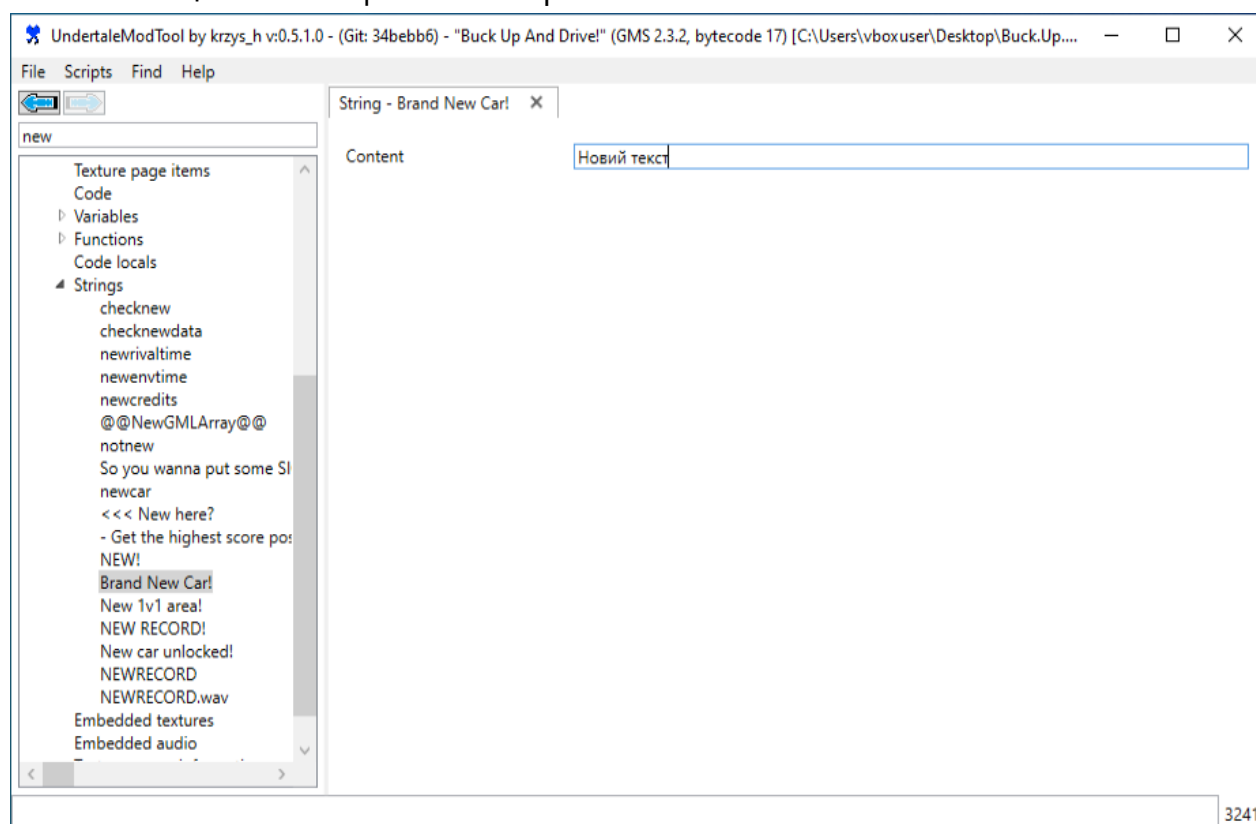 UndertaleModTool by krzys_h v:0.5.1.0 - (Git: 34bebb6) - "Buck Up And Drive!" (GMS 2.3.2, bytecode 17) [C:\Users\vboxuser\Desktop\Buck.Up....
File Scripts Find Help
String - Brand New Car!
new
Content Новий текст
Texture page items
Code
Variables
Functions
Code locals
Strings
checknew
checknewdata
newrivaltime
newenvtime
newcredits
@@NewGMLArray@@
notnew
So you wanna put some Sl
newcar
<<< New here?
- Get the highest score pos
NEW!
Brand New Car!
New 1v1 area!
NEW RECORD!
New car unlocked!
NEWRECORD
NEWRECORD.wav
Embedded textures
Embedded audio
3241